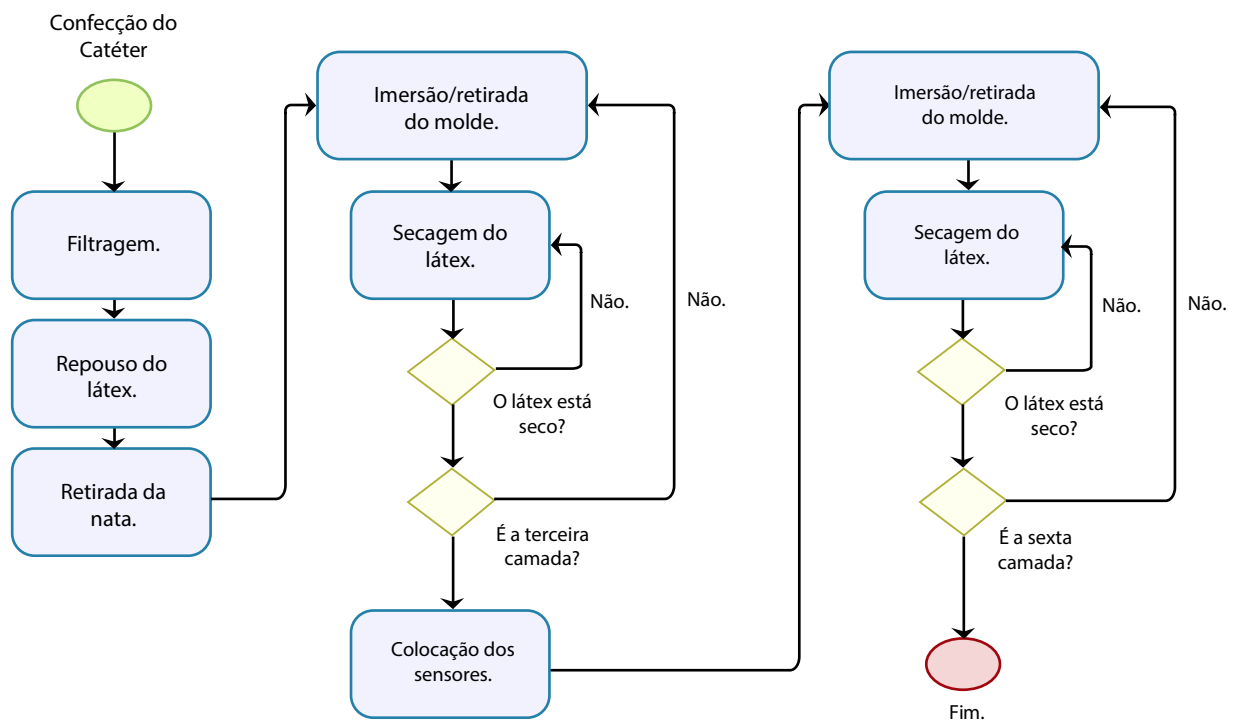 Confecção do
Catéter
Filtragem.
Repouso do
látex.
Retirada da
nata.
Imersão/retirada
do molde.
Secagem do
látex.
Não.
Não.
O látex está
seco?
É a terceira
camada?
Colocação dos
sensores.
Imersão/retirada
do molde.
Secagem do
látex.
Não.
Não.
O látex está
seco?
É a sexta
camada?
Fim.